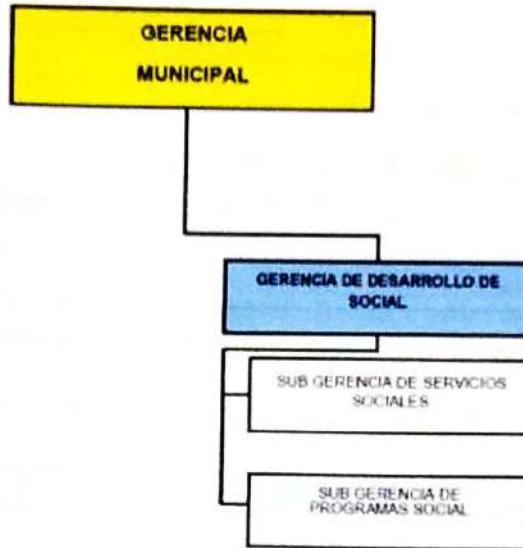 GERENCIA
MUNICIPAL
GERENCIA DE DESARROLLO DE
SOCIAL
SUB GERENCIA DE SERVICIOS
SOCIALES
SUB GERENCIA DE
PROGRAMAS SOCIAL